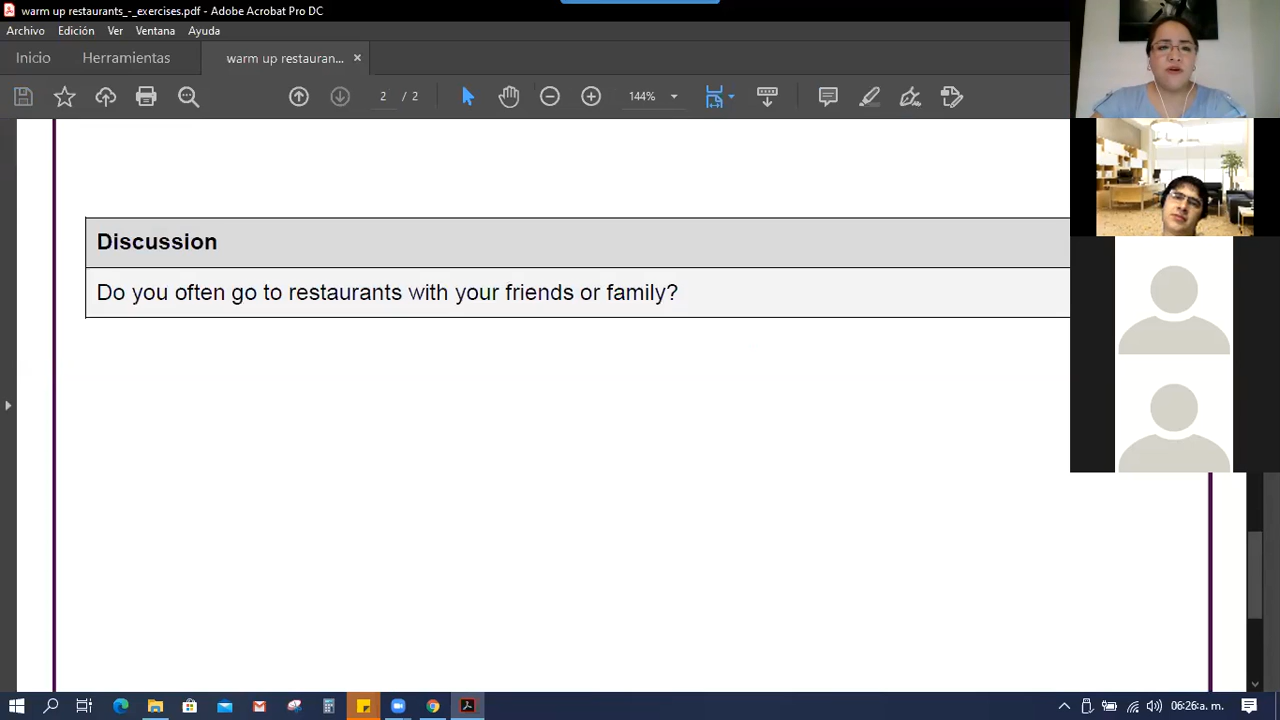 warm up restaurants_-_exercises.pdf - Adobe Acrobat Pro DC
Archivo Edición Ver Ventana Ayuda
Inicio Herramientas warm up restauran... ×
2 / 2 144%
Discussion
Do you often go to restaurants with your friends or family?
06:26a. m.